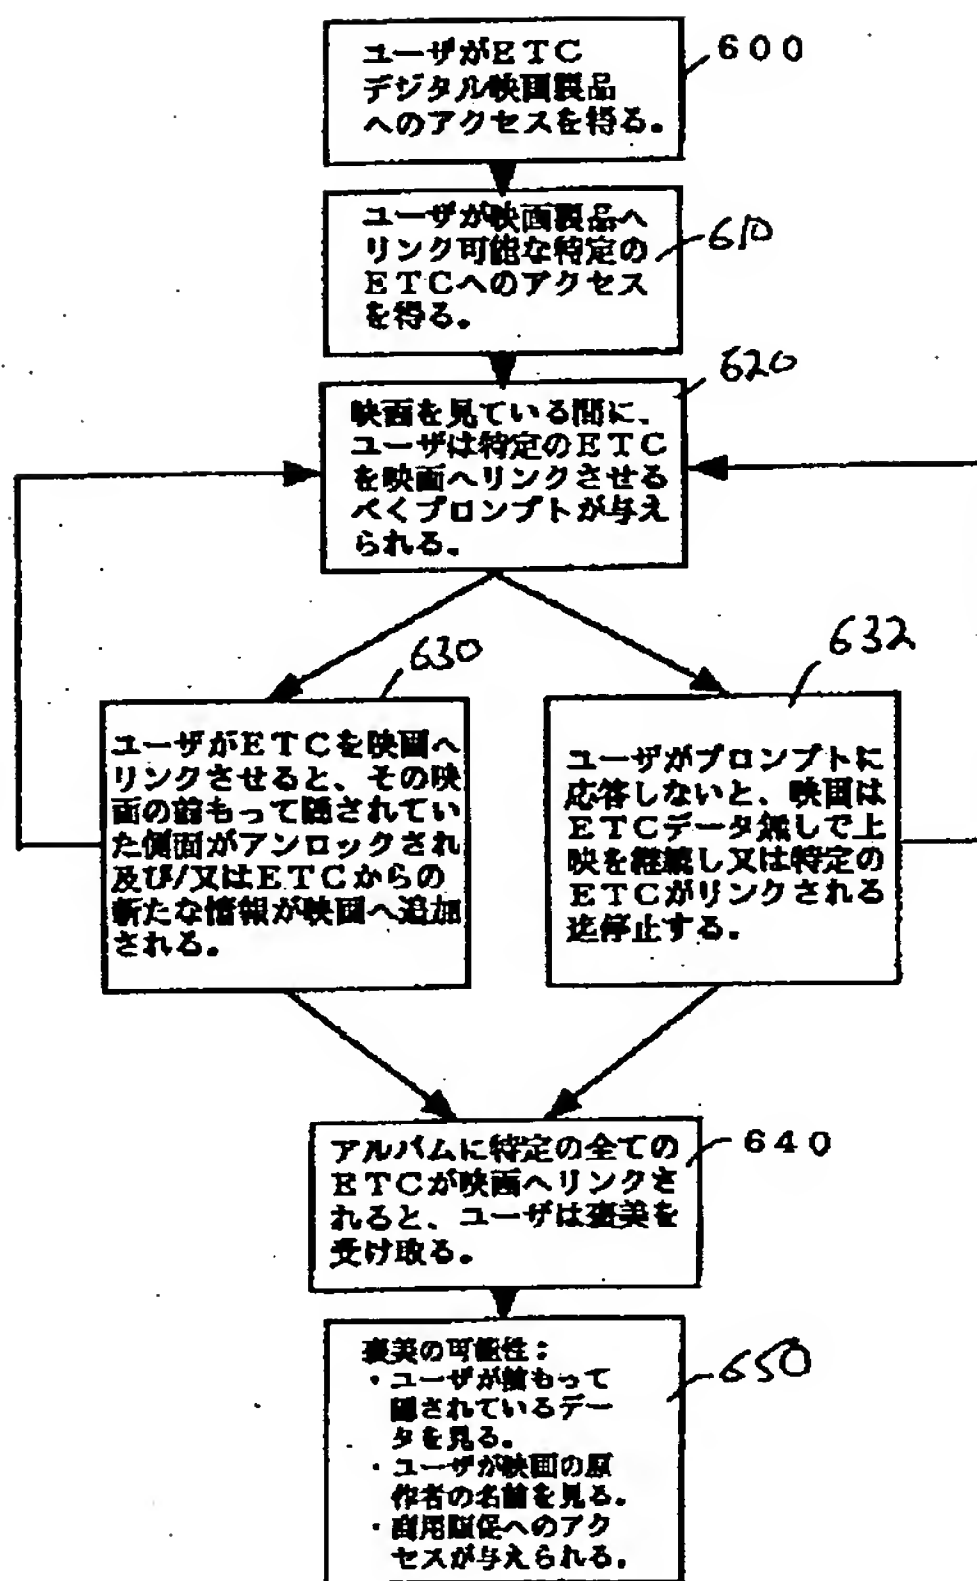 ユーザがETC
デジタル映画製品
へのアクセスを得る。
600
ユーザが映画製品へ
リンク可能な特定の
ETCへのアクセス
を得る。
610
映画を見ている間に、
ユーザは特定のETC
を映画へリンクさせる
べくプロンプトが与え
られる。
620
ユーザがETCを映画へ
リンクさせると、その映
画の前もって隠されてい
た側面がアンロックされ
及び/又はETCからの
新たな情報が映画へ追加
される。
630
ユーザがプロンプトに
応答しないと、映画は
ETCデータ無しで上
映を継続し又は特定の
ETCがリンクされる
迄停止する。
632
アルバムに特定の全ての
ETCが映画へリンクさ
れると、ユーザは褒美を
受け取る。
640
褒美の可能性：
・ユーザが前もって
隠されているデー
タを見る。
・ユーザが映画の原
作者の名前を見る。
・商用販促へのアク
セスが与えられる。
650